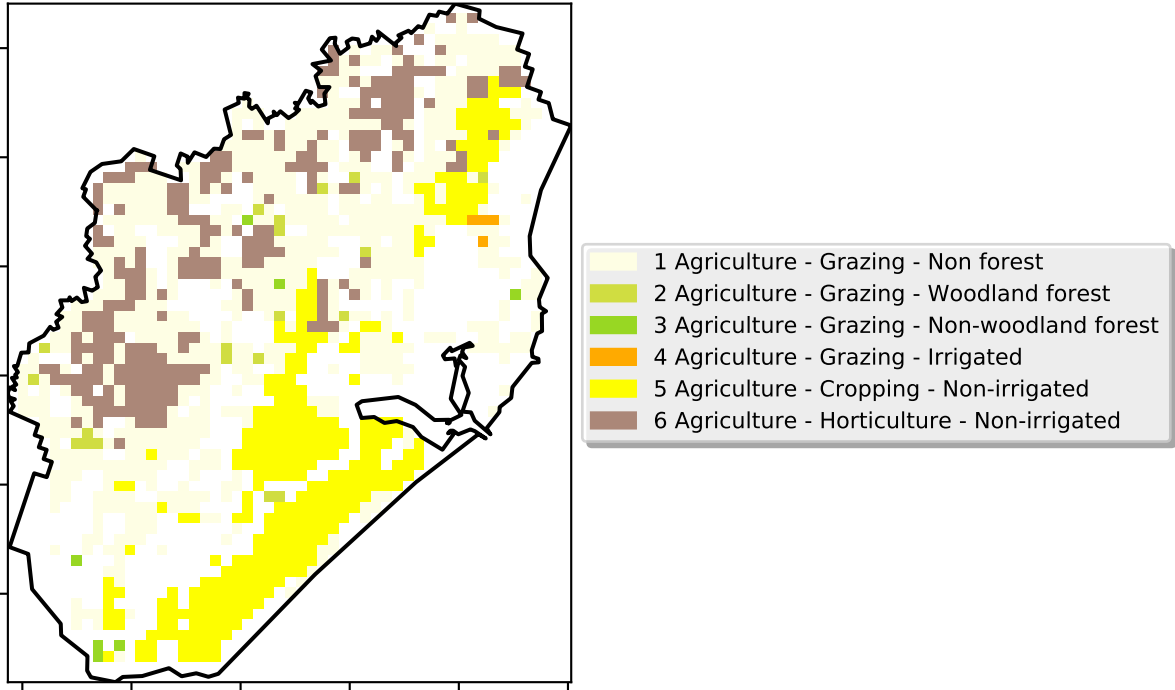 1 Agriculture - Grazing - Non forest
2 Agriculture - Grazing - Woodland forest
3 Agriculture - Grazing - Non-woodland forest
4 Agriculture - Grazing - Irrigated
5 Agriculture - Cropping - Non-irrigated
6 Agriculture - Horticulture - Non-irrigated